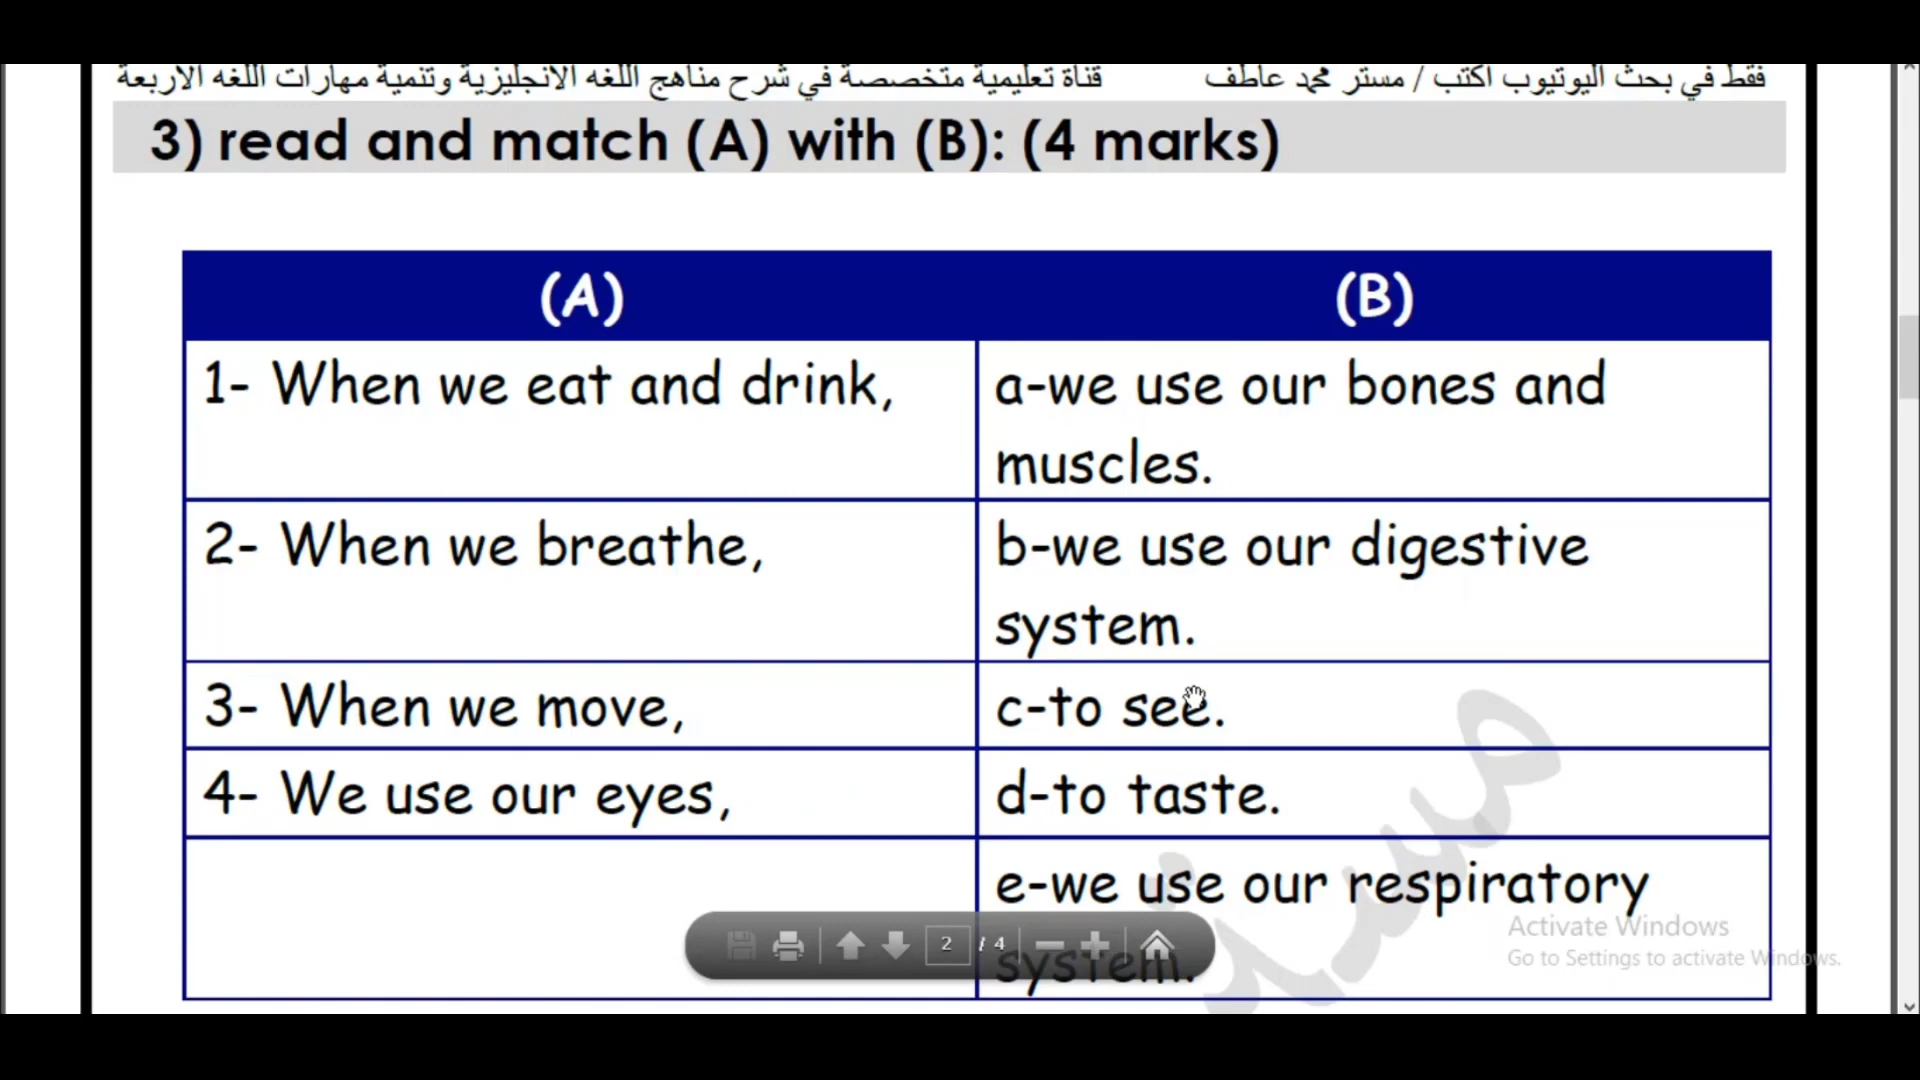 فقط في بحث اليوتيوب اكتب / مستر محمد عاطف قناة تعليمية متخصصة في شرح مناهج اللغه الانجليزية وتنمية مهارات اللغه الاربعة
3) read and match (A) with (B): (4 marks)
(A) (B)
1- When we eat and drink, a-we use our bones and
muscles.
2- When we breathe, b-we use our digestive
system.
3- When we move, c-to see.
4- We use our eyes, d-to taste.
e-we use our respiratory
system.
2 / 4
Activate Windows
Go to Settings to activate Windows.